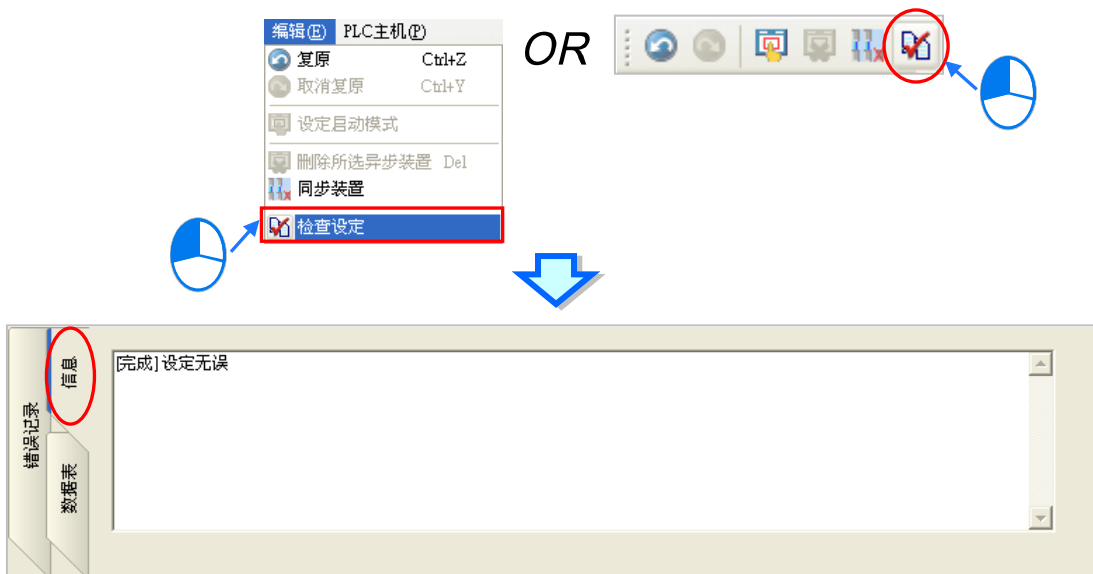 编辑(E) PLC主机(P)
复原 Ctrl+Z
取消复原 Ctrl+Y
设定启动模式
删除所选异步装置 Del
同步装置
检查设定
OR
错误记录
信息
数据表
[完成] 设定无误